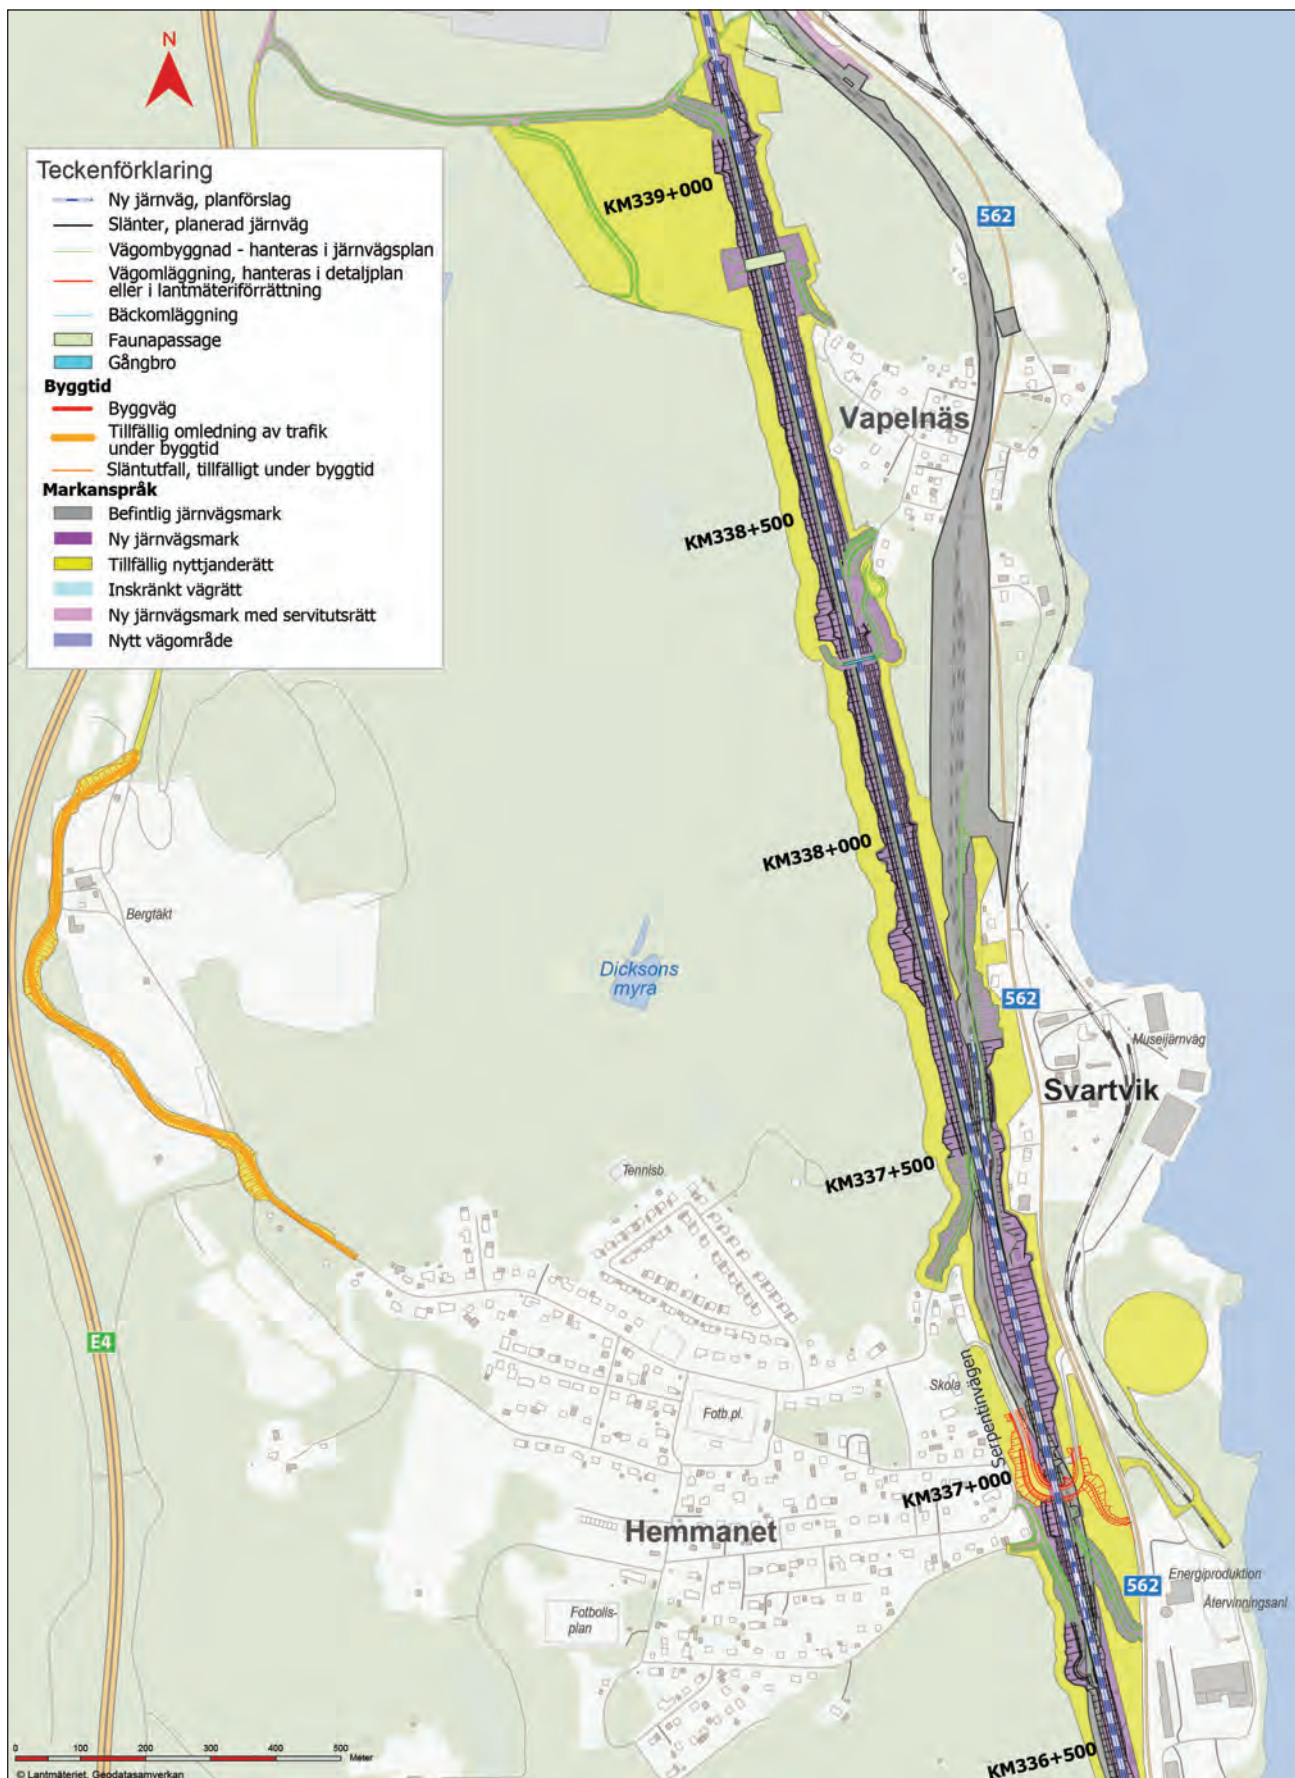 N
Teckenförklaring
Ny järnväg, planförslag
Slänter, planerad järnväg
Vägombyggnad - hanteras i järnvägsplan
Vägomläggning, hanteras i detaljplan
eller i lantmäteriförrättning
Bäckomläggning
Faunapassage
Gångbro
Byggtid
Byggväg
Tillfällig omledning av trafik
under byggtid
Släntutfall, tillfälligt under byggtid
Markanspråk
Befintlig järnvägsmark
Ny järnvägsmark
Tillfällig nyttjanderätt
Inskränkt vägrätt
Ny järnvägsmark med servitutsrätt
Nytt vägområde
KM339+000
562
Vapelnäs
KM338+500
KM338+000
Bergtäkt
Dicksons
myra
562
Museijärnväg
Svartvik
Tennisb.
KM337+500
E4
Serpentinvägen
Skola
Fotb.pl.
KM337+000
Hemmanet
Energiproduktion
562
Återvinningsanl
Fotbolls-
plan
KM336+500
0 100 200 300 400 500
Meter
© Lantmäteriet, Geodatasamverkan